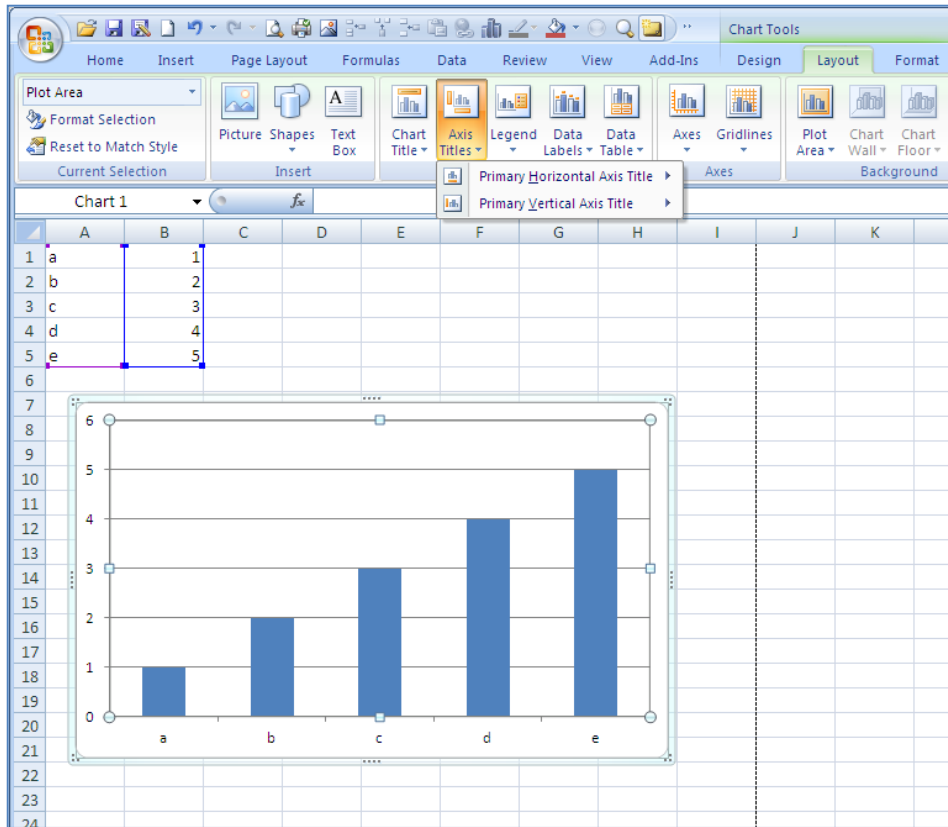 Chart Tools
Home Insert Page Layout Formulas Data Review View Add-Ins Design Layout Format
Plot Area
Format Selection
Reset to Match Style
Current Selection
Picture Shapes Text Box
Insert
Chart Title Axis Titles Legend Data Labels Data Table
Axes Gridlines
Axes
Plot Area Chart Wall Chart Floor
Background
Primary Horizontal Axis Title
Primary Vertical Axis Title
Chart 1 fx
A B C D E F G H I J K
1 a 1
2 b 2
3 c 3
4 d 4
5 e 5
6
7
8
9
10
11
12
13
14
15
16
17
18
19
20
21
22
23
24
6
5
4
3
2
1
0
a b c d e